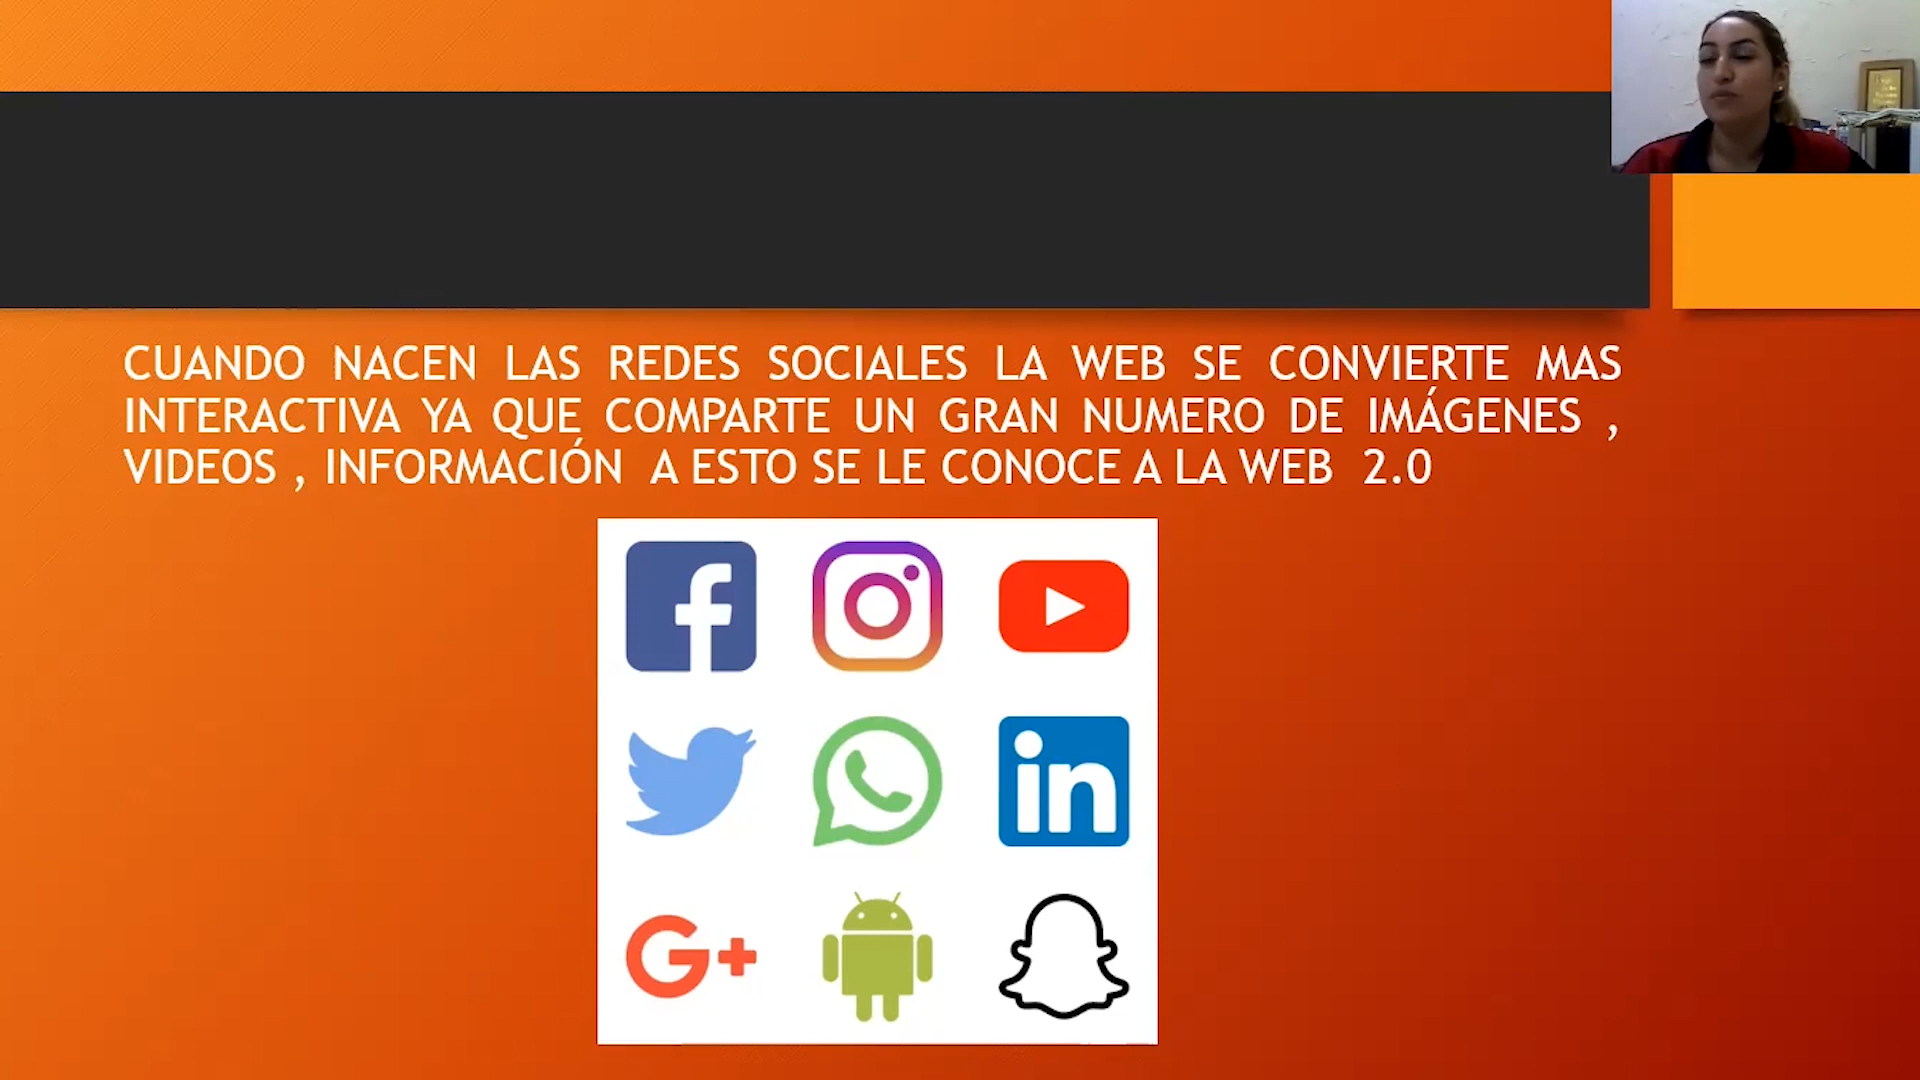 CUANDO NACEN LAS REDES SOCIALES LA WEB SE CONVIERTE MAS
INTERACTIVA YA QUE COMPARTE UN GRAN NUMERO DE IMÁGENES ,
VIDEOS , INFORMACIÓN A ESTO SE LE CONOCE A LA WEB 2.0
f
in
G+